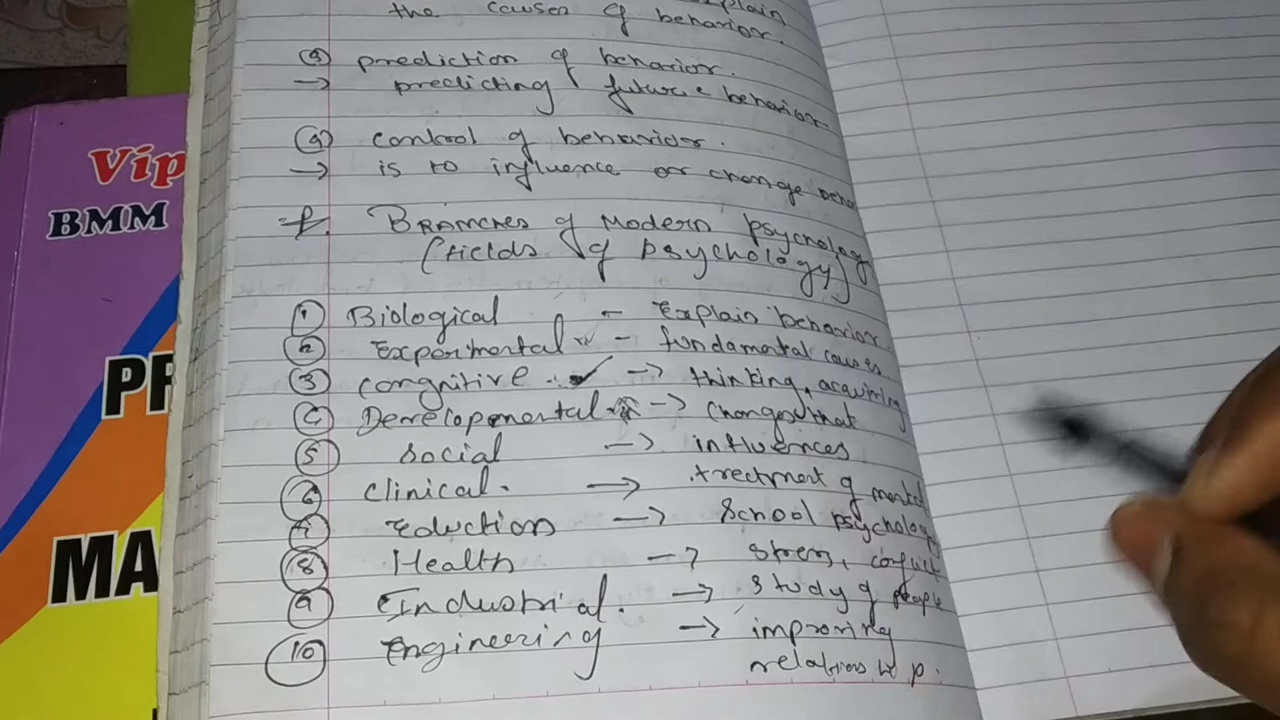 the causes of behavior.
③ prediction of behavior.
→ predicting future behavior
④ control of behavior.
→ is to influence or change
BRANCHES of Modern psychology
(fields of psychology)
① Biological - Explain behavior
② Experimental - fundamental causes
③ congnitive ✓ → thinking, acquiring
④ Developmental → changes that
⑤ social → influences
⑥ clinical. → treatment of mental
⑦ Eduction → School psychology
⑧ Health → stress, conflict
⑨ Industrial. → study of people
⑩ Engineering → improving
relationship.
Vip
BMM
PR
MA